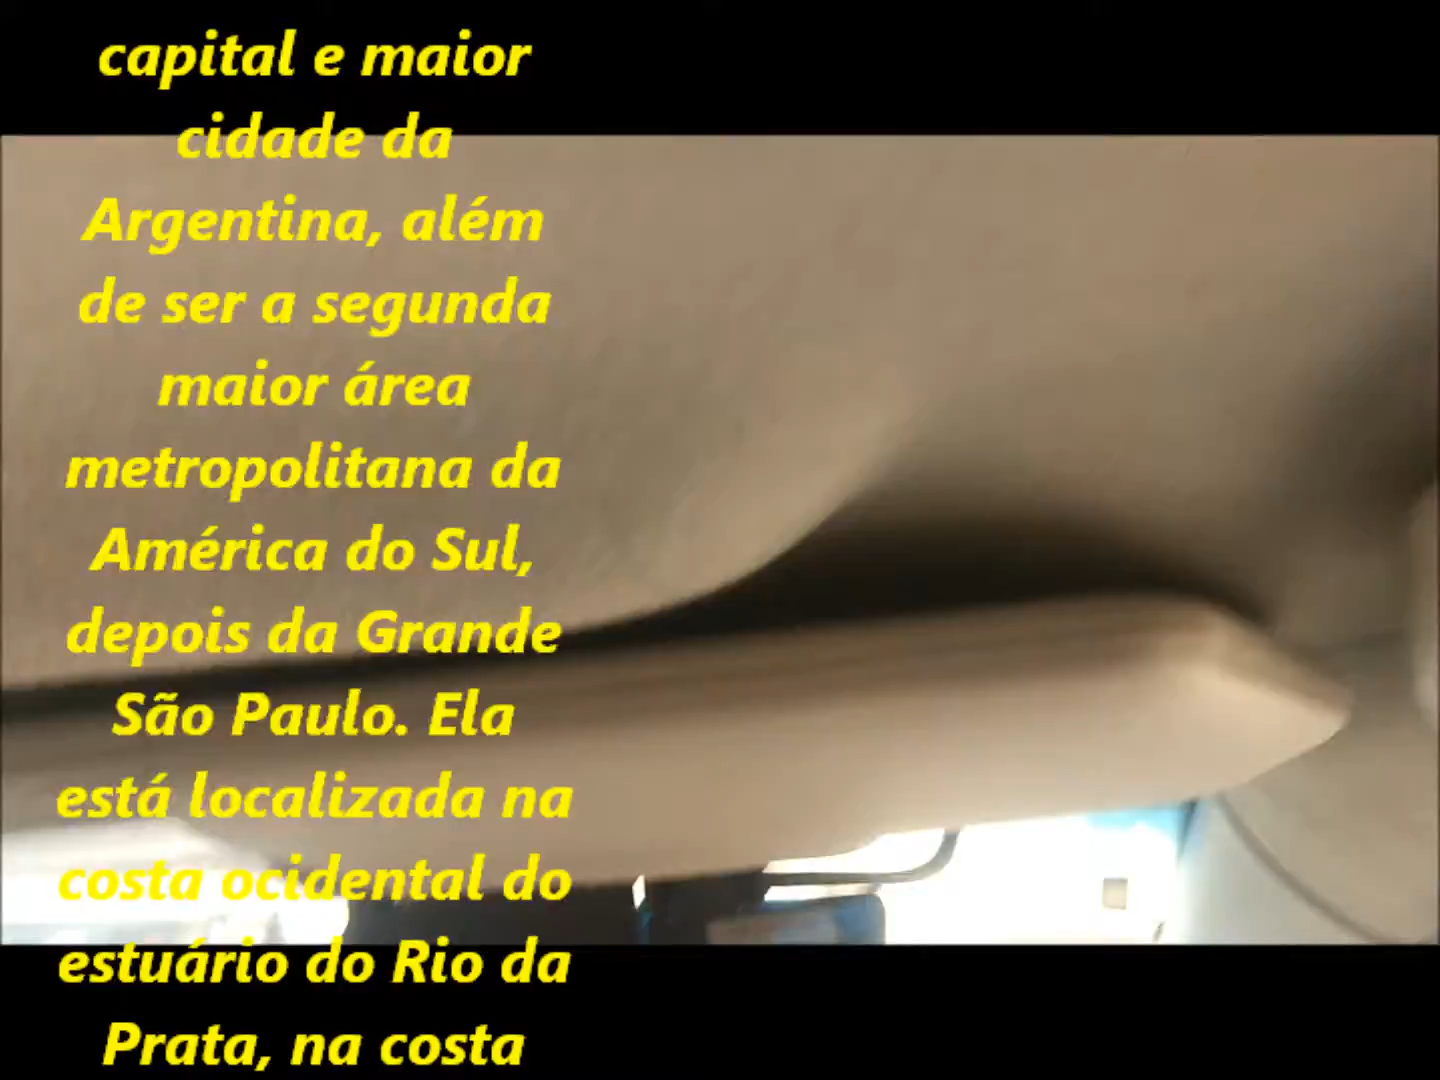 capital e maior
cidade da
Argentina, além
de ser a segunda
maior área
metropolitana da
América do Sul,
depois da Grande
São Paulo. Ela
está localizada na
costa ocidental do
estuário do Rio da
Prata, na costa